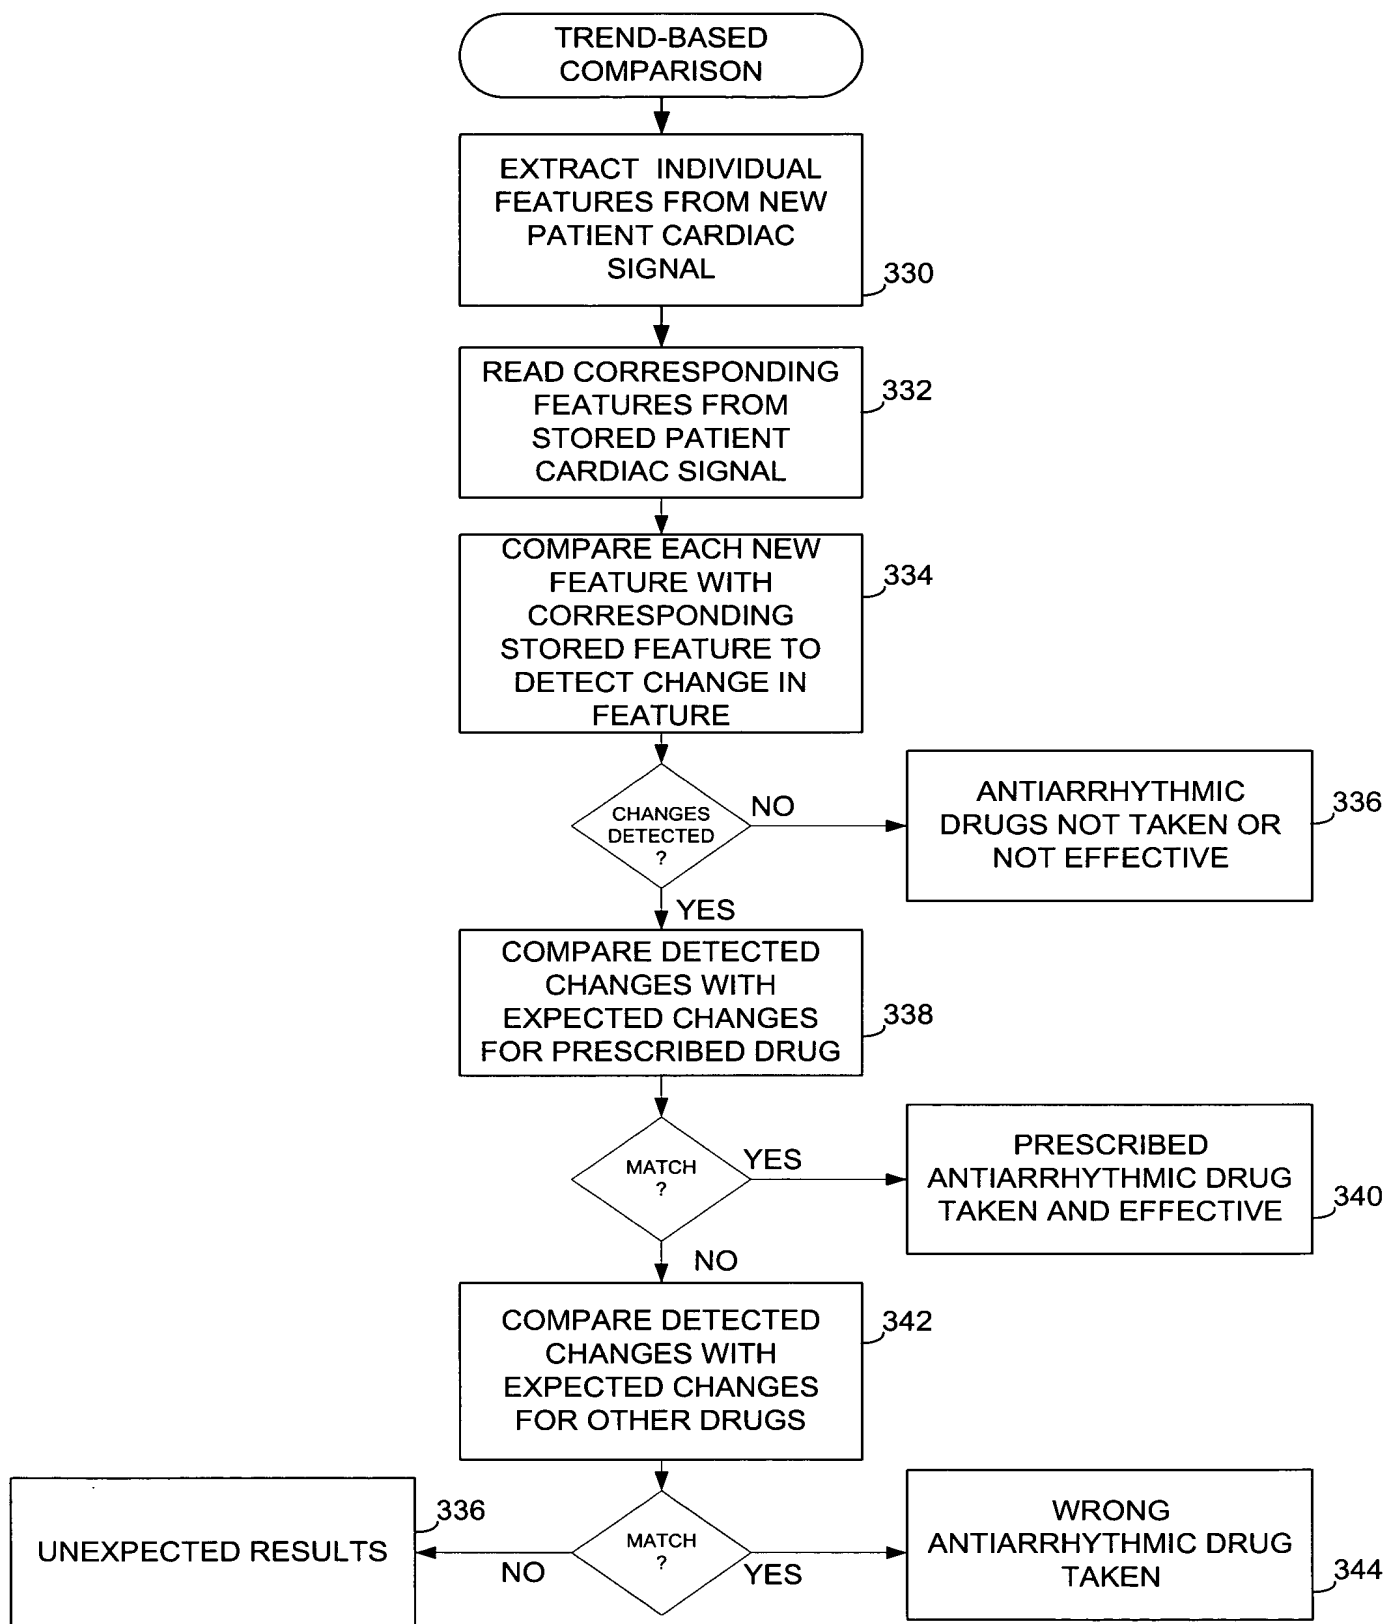 TREND-BASED
COMPARISON
EXTRACT INDIVIDUAL
FEATURES FROM NEW
PATIENT CARDIAC
SIGNAL
330
READ CORRESPONDING
FEATURES FROM
STORED PATIENT
CARDIAC SIGNAL
332
COMPARE EACH NEW
FEATURE WITH
CORRESPONDING
STORED FEATURE TO
DETECT CHANGE IN
FEATURE
334
CHANGES
DETECTED
?
NO
ANTIARRHYTHMIC
DRUGS NOT TAKEN OR
NOT EFFECTIVE
336
YES
COMPARE DETECTED
CHANGES WITH
EXPECTED CHANGES
FOR PRESCRIBED DRUG
338
MATCH
?
YES
PRESCRIBED
ANTIARRHYTHMIC DRUG
TAKEN AND EFFECTIVE
340
NO
COMPARE DETECTED
CHANGES WITH
EXPECTED CHANGES
FOR OTHER DRUGS
342
MATCH
?
NO
UNEXPECTED RESULTS
336
YES
WRONG
ANTIARRHYTHMIC DRUG
TAKEN
344